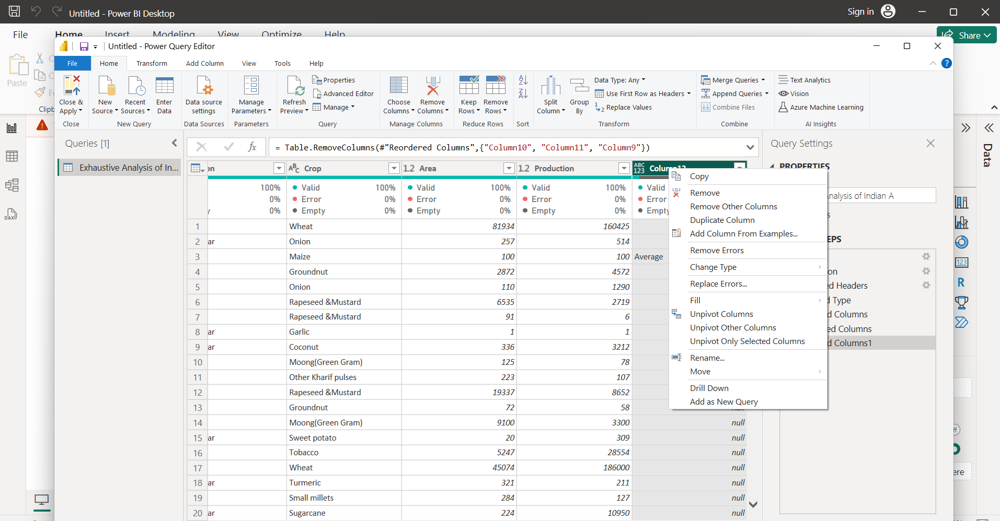 Untitled - Power BI Desktop
Sign in
File
Home
Insert
Modeling
View
Optimize
Help
Share
Untitled - Power Query Editor
File
Home
Transform
Add Column
View
Tools
Help
Paste
Clipb
Close & Apply
Close
New Source
Recent Sources
Enter Data
New Query
Data source settings
Data Sources
Manage Parameters
Parameters
Refresh Preview
Properties
Advanced Editor
Manage
Query
Choose Columns
Remove Columns
Manage Columns
Keep Rows
Remove Rows
Reduce Rows
Sort
Split Column
Group By
Data Type: Any
Use First Row as Headers
Replace Values
Transform
Merge Queries
Append Queries
Combine Files
Combine
Text Analytics
Vision
Azure Machine Learning
AI Insights
Queries [1]
Exhaustive Analysis of In...
= Table.RemoveColumns(#"Reordered Columns",{"Column10", "Column11", "Column9"})
Query Settings
Data
PROPERTIES
nalysis of Indian A
EPS
on
ed Headers
d Type
d Columns
ed Columns
d Columns1
on
ABC Crop
1.2 Area
1.2 Production
ABC 123 Column12
100% Valid 100% Valid 100% Valid 100% Valid
0% Error 0% Error 0% Error 0% Error
0% Empty 0% Empty 0% Empty 0% Empty
1 Wheat 81934 160425
2 ar Onion 257 514
3 Maize 100 100 Average
4 Groundnut 2872 4572
5 Onion 110 1290
6 Rapeseed &Mustard 6535 2719
7 Rapeseed &Mustard 91 6
8 ar Garlic 1 1
9 ar Coconut 336 3212
10 Moong(Green Gram) 125 78
11 Other Kharif pulses 223 107
12 Rapeseed &Mustard 19337 8652
13 Groundnut 72 58 null
14 Moong(Green Gram) 9100 3300 null
15 ar Sweet potato 20 309 null
16 Tobacco 5247 28554 null
17 Wheat 45074 186000 null
18 ar Turmeric 321 211 null
19 Small millets 284 127 null
20 ar Sugarcane 224 10950 null
Copy
Remove
Remove Other Columns
Duplicate Column
Add Column From Examples...
Remove Errors
Change Type
Replace Errors...
Fill
Unpivot Columns
Unpivot Other Columns
Unpivot Only Selected Columns
Rename...
Move
Drill Down
Add as New Query
DAX
123
R
ff
ere